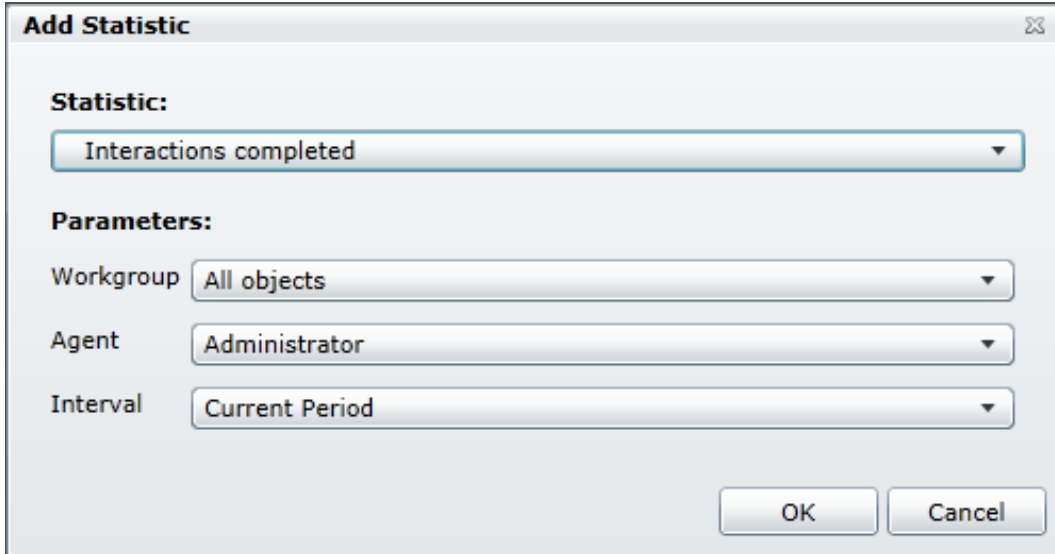 Add Statistic
Statistic:
Interactions completed
Parameters:
Workgroup All objects
Agent Administrator
Interval Current Period
OK Cancel